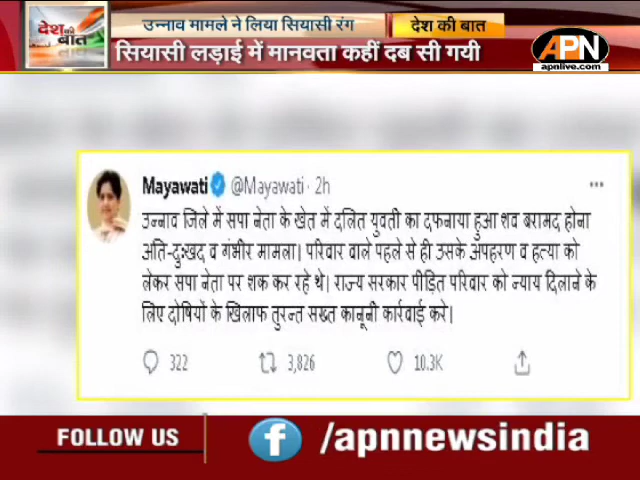 उन्नाव मामले ने लिया सियासी रंग
देश की बात
देश की बात
सियासी लड़ाई में मानवता कहीं दब सी गयी
APN
apnlive.com
Mayawati @Mayawati · 2h
उन्नाव जिले में सपा नेता के खेत में दलित युवती का दफनाया हुआ शव बरामद होना
अति-दुःखद व गंभीर मामला। परिवार वाले पहले से ही उसके अपहरण व हत्या को
लेकर सपा नेता पर शक कर रहे थे। राज्य सरकार पीड़ित परिवार को न्याय दिलाने के
लिए दोषियों के खिलाफ तुरन्त सख्त कानूनी कार्रवाई करे।
322 3,826 10.3K
FOLLOW US f /apnnewsindia